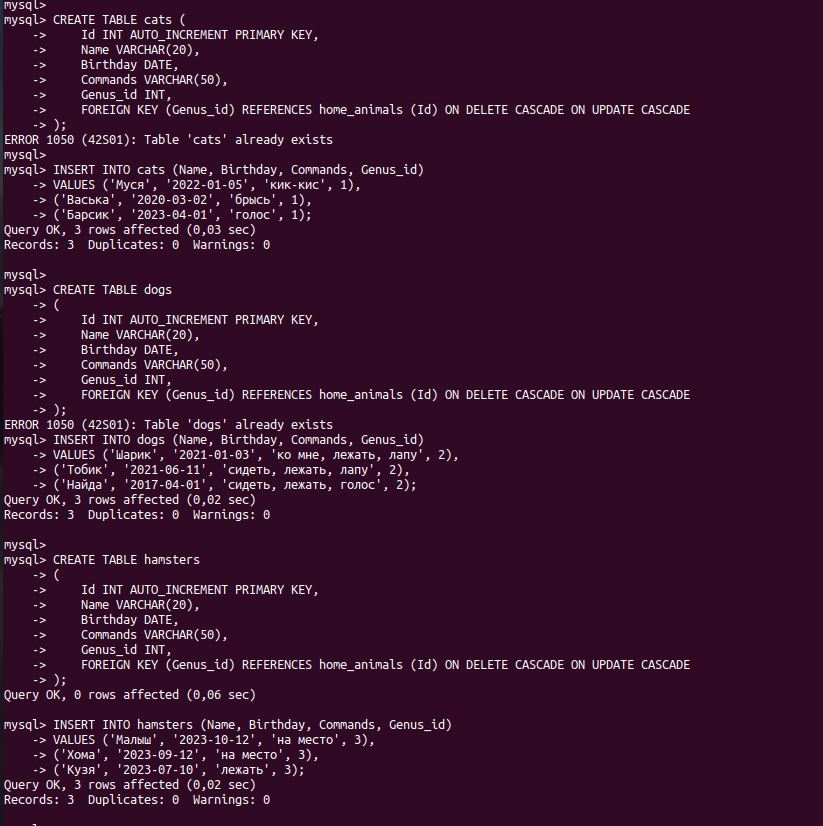 mysql>
mysql> CREATE TABLE cats (
    ->     Id INT AUTO_INCREMENT PRIMARY KEY,
    ->     Name VARCHAR(20),
    ->     Birthday DATE,
    ->     Commands VARCHAR(50),
    ->     Genus_id INT,
    ->     FOREIGN KEY (Genus_id) REFERENCES home_animals (Id) ON DELETE CASCADE ON UPDATE CASCADE
    -> );
ERROR 1050 (42S01): Table 'cats' already exists
mysql>
mysql> INSERT INTO cats (Name, Birthday, Commands, Genus_id)
    -> VALUES ('Муся', '2022-01-05', 'кик-кис', 1),
    -> ('Васька', '2020-03-02', 'брысь', 1),
    -> ('Барсик', '2023-04-01', 'голос', 1);
Query OK, 3 rows affected (0,03 sec)
Records: 3  Duplicates: 0  Warnings: 0
mysql>
mysql> CREATE TABLE dogs
    -> (
    ->     Id INT AUTO_INCREMENT PRIMARY KEY,
    ->     Name VARCHAR(20),
    ->     Birthday DATE,
    ->     Commands VARCHAR(50),
    ->     Genus_id INT,
    ->     FOREIGN KEY (Genus_id) REFERENCES home_animals (Id) ON DELETE CASCADE ON UPDATE CASCADE
    -> );
ERROR 1050 (42S01): Table 'dogs' already exists
mysql> INSERT INTO dogs (Name, Birthday, Commands, Genus_id)
    -> VALUES ('Шарик', '2021-01-03', 'ко мне, лежать, лапу', 2),
    -> ('Тобик', '2021-06-11', 'сидеть, лежать, лапу', 2),
    -> ('Найда', '2017-04-01', 'сидеть, лежать, голос', 2);
Query OK, 3 rows affected (0,02 sec)
Records: 3  Duplicates: 0  Warnings: 0
mysql>
mysql> CREATE TABLE hamsters
    -> (
    ->     Id INT AUTO_INCREMENT PRIMARY KEY,
    ->     Name VARCHAR(20),
    ->     Birthday DATE,
    ->     Commands VARCHAR(50),
    ->     Genus_id INT,
    ->     FOREIGN KEY (Genus_id) REFERENCES home_animals (Id) ON DELETE CASCADE ON UPDATE CASCADE
    -> );
Query OK, 0 rows affected (0,06 sec)
mysql> INSERT INTO hamsters (Name, Birthday, Commands, Genus_id)
    -> VALUES ('Малыш', '2023-10-12', 'на место', 3),
    -> ('Хома', '2023-09-12', 'на место', 3),
    -> ('Кузя', '2023-07-10', 'лежать', 3);
Query OK, 3 rows affected (0,02 sec)
Records: 3  Duplicates: 0  Warnings: 0